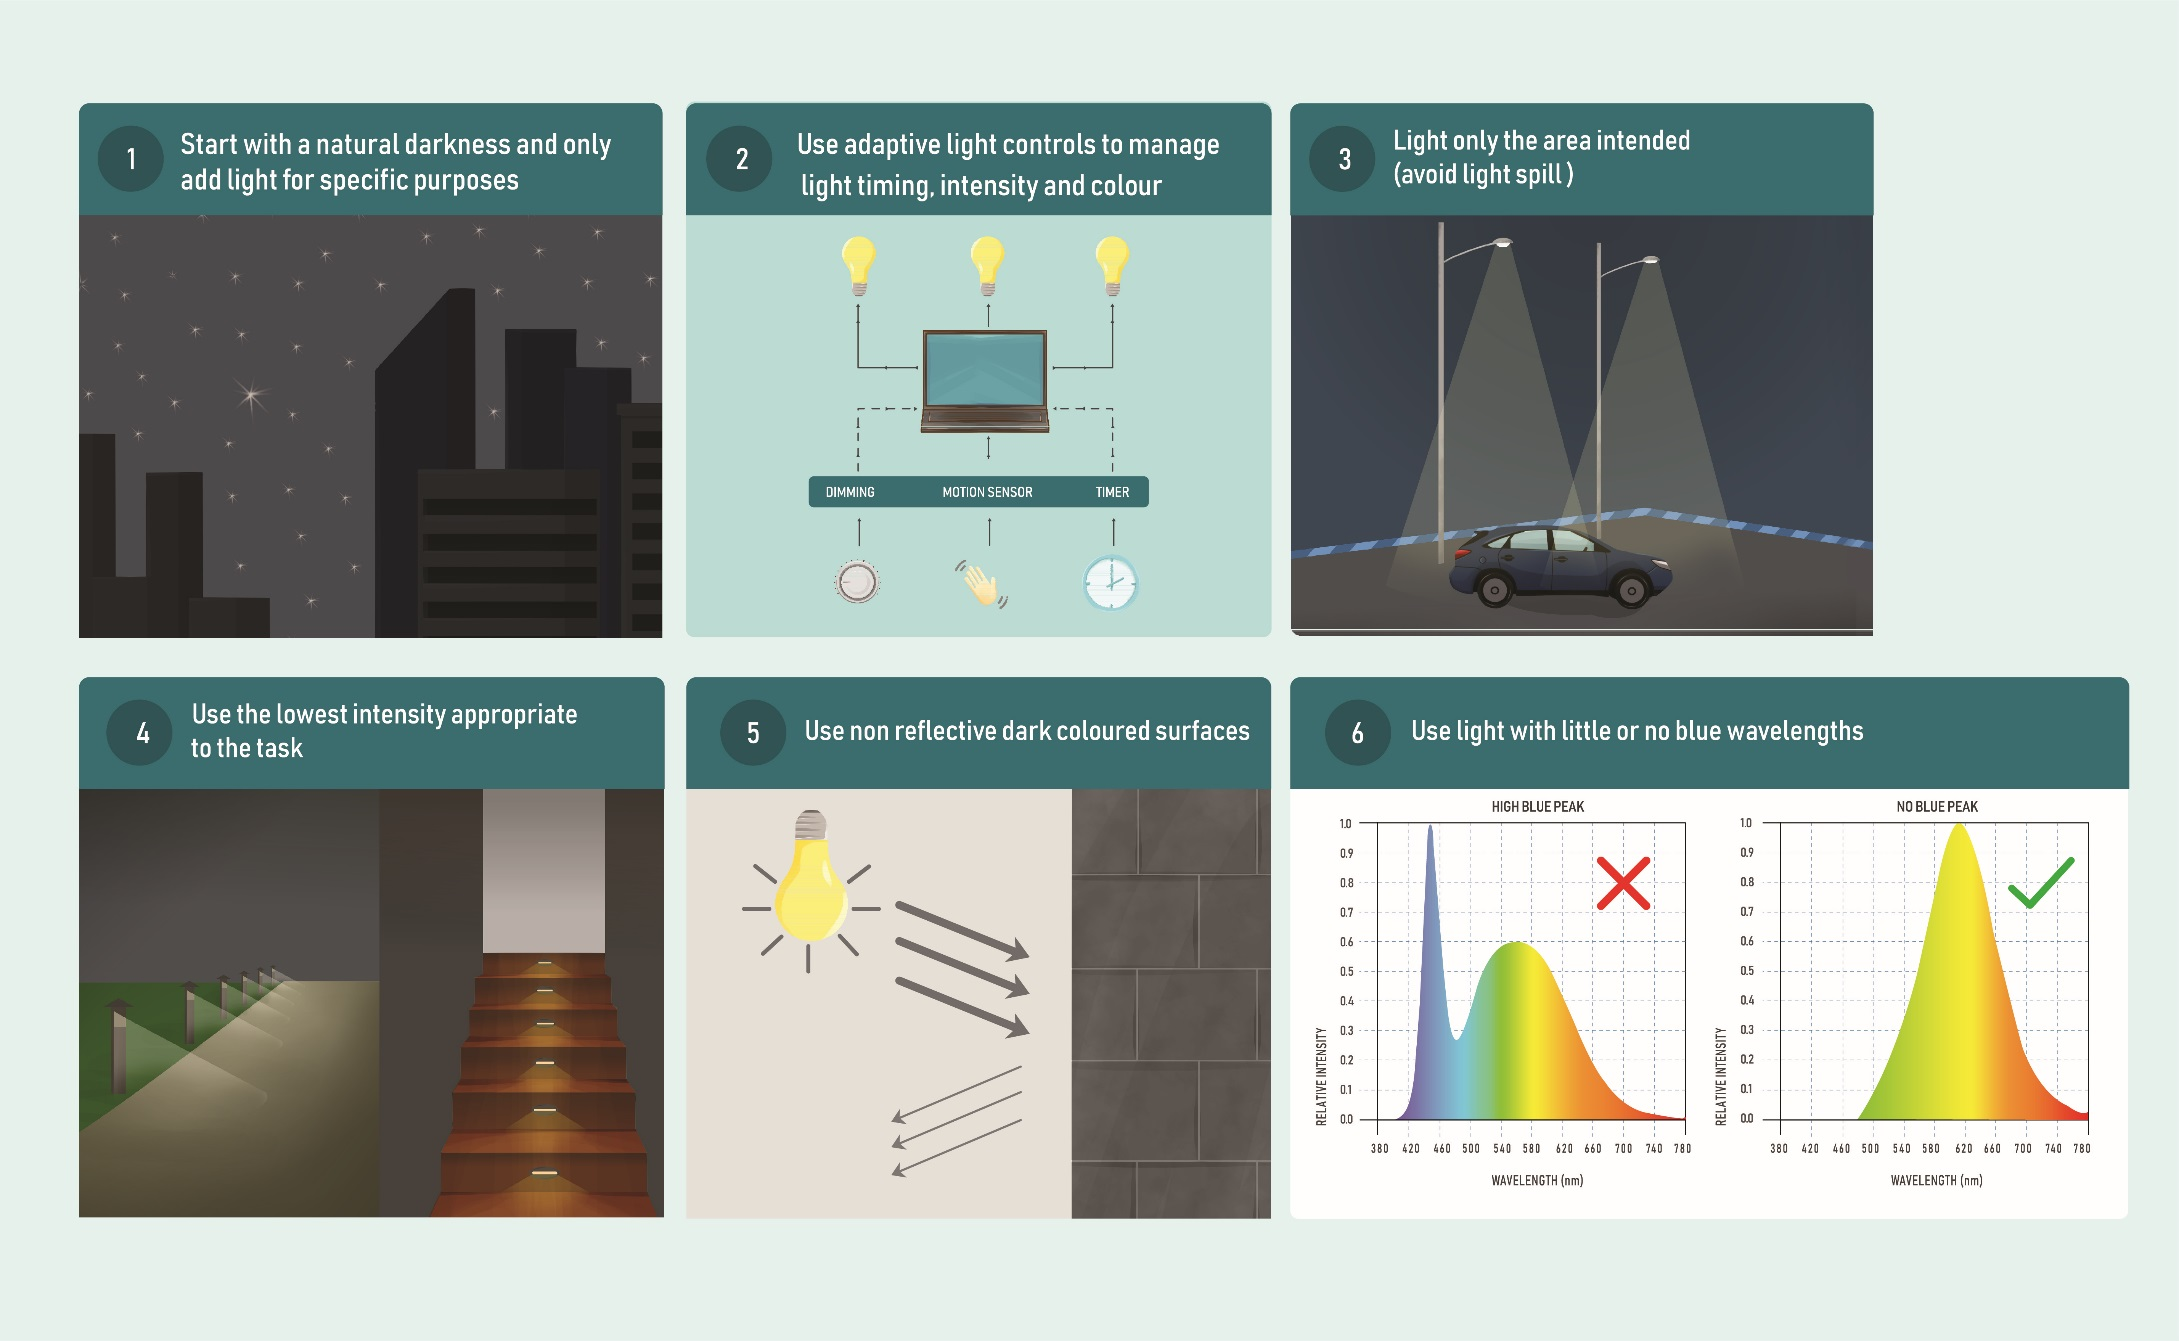 1
Start with a natural darkness and only
add light for specific purposes
2
Use adaptive light controls to manage
light timing, intensity and colour
DIMMING MOTION SENSOR TIMER
3
Light only the area intended
(avoid light spill )
4
Use the lowest intensity appropriate
to the task
5
Use non reflective dark coloured surfaces
6
Use light with little or no blue wavelengths
HIGH BLUE PEAK
1.0
0.9
0.8
0.7
0.6
0.5
0.4
0.3
0.2
0.1
0.0
RELATIVE INTENSITY
380 420 460 500 540 580 620 660 700 740 780
WAVELENGTH (nm)
NO BLUE PEAK
1.0
0.9
0.8
0.7
0.6
0.5
0.4
0.3
0.2
0.1
0.0
RELATIVE INTENSITY
380 420 460 500 540 580 620 660 700 740 780
WAVELENGTH (nm)